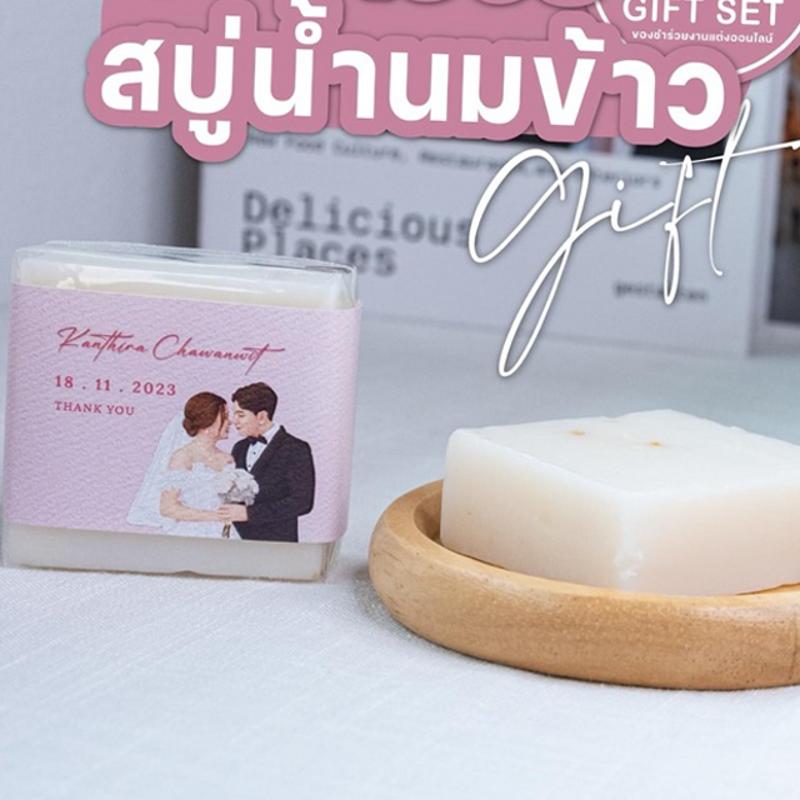 GIFT SET
ของชำร่วยงานแต่งออนไลน์
สบู่น้ำนมข้าว
gift
Delicious
Places
gestalten
Kanthira Chawanwit
18 . 11 . 2023
THANK YOU